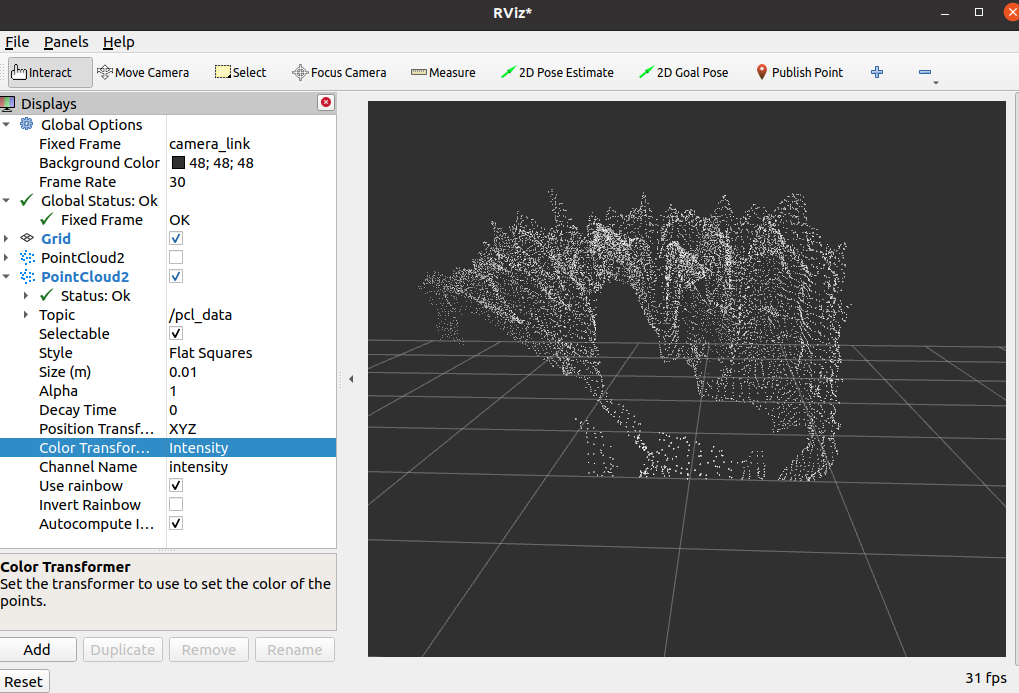 RViz*
File Panels Help
Interact Move Camera Select Focus Camera Measure 2D Pose Estimate 2D Goal Pose Publish Point
Displays
Global Options
Fixed Frame camera_link
Background Color 48; 48; 48
Frame Rate 30
Global Status: Ok
Fixed Frame OK
Grid
PointCloud2
PointCloud2
Status: Ok
Topic /pcl_data
Selectable
Style Flat Squares
Size (m) 0.01
Alpha 1
Decay Time 0
Position Transf... XYZ
Color Transfor... Intensity
Channel Name intensity
Use rainbow
Invert Rainbow
Autocompute I...
Color Transformer
Set the transformer to use to set the color of the
points.
Add Duplicate Remove Rename
Reset 31 fps